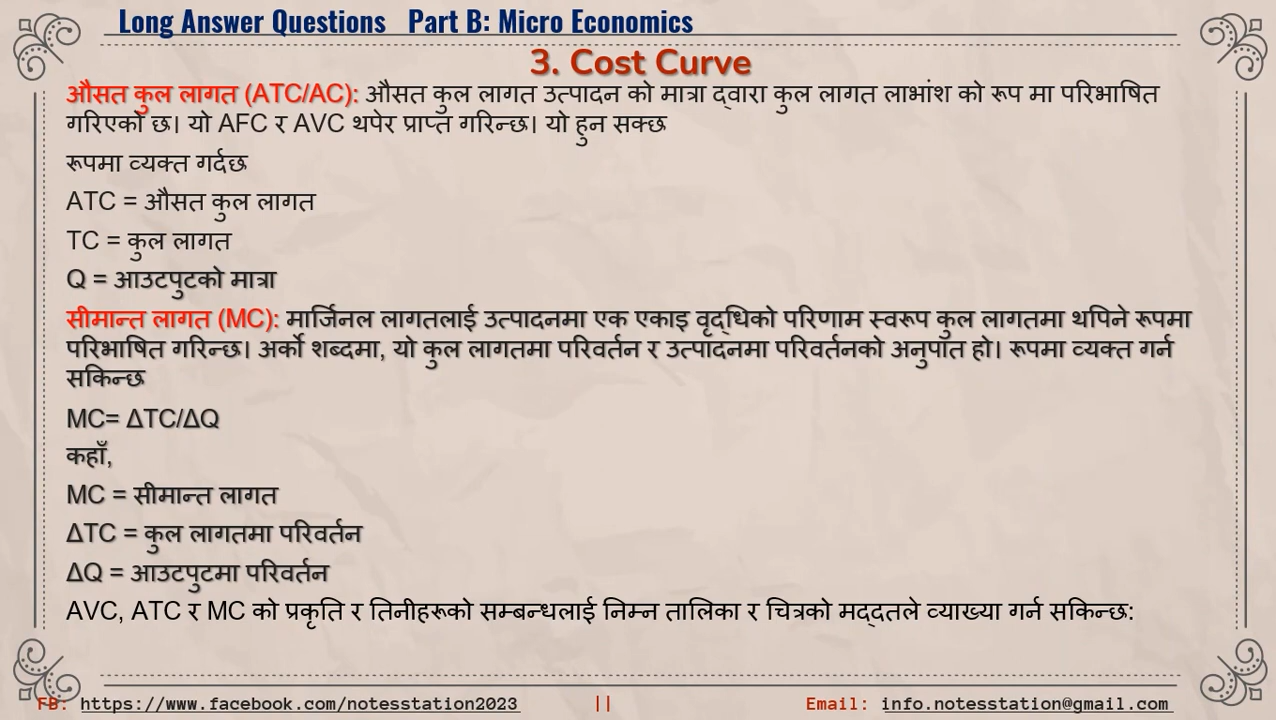 Long Answer Questions   Part B: Micro Economics
3. Cost Curve
औसत कुल लागत (ATC/AC): औसत कुल लागत उत्पादन को मात्रा द्वारा कुल लागत लाभांश को रूप मा परिभाषित
गरिएको छ। यो AFC र AVC थपेर प्राप्त गरिन्छ। यो हुन सक्छ
रूपमा व्यक्त गर्दछ
ATC = औसत कुल लागत
TC = कुल लागत
Q = आउटपुटको मात्रा
सीमान्त लागत (MC): मार्जिनल लागतलाई उत्पादनमा एक एकाइ वृद्धिको परिणाम स्वरूप कुल लागतमा थपिने रूपमा
परिभाषित गरिन्छ। अर्को शब्दमा, यो कुल लागतमा परिवर्तन र उत्पादनमा परिवर्तनको अनुपात हो। रूपमा व्यक्त गर्न
सकिन्छ
MC= ΔTC/ΔQ
कहाँ,
MC = सीमान्त लागत
ΔTC = कुल लागतमा परिवर्तन
ΔQ = आउटपुटमा परिवर्तन
AVC, ATC र MC को प्रकृति र तिनीहरूको सम्बन्धलाई निम्न तालिका र चित्रको मद्दतले व्याख्या गर्न सकिन्छ:
FB: https://www.facebook.com/notesstation2023 || Email: info.notesstation@gmail.com